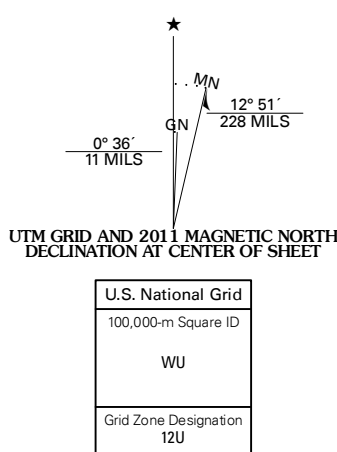 ★
MN
GN
12° 51´
228 MILS
0° 36´
11 MILS
UTM GRID AND 2011 MAGNETIC NORTH
DECLINATION AT CENTER OF SHEET
U.S. National Grid
100,000-m Square ID
WU
Grid Zone Designation
12U